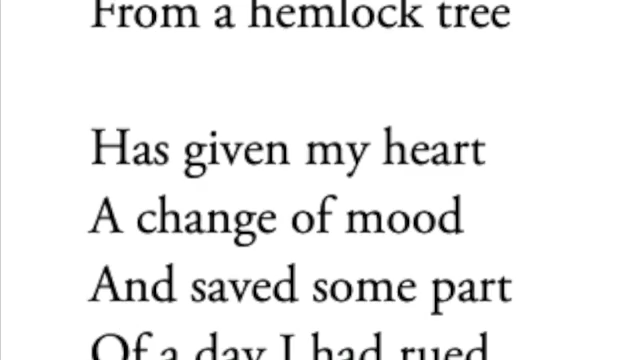 From a hemlock tree
Has given my heart
A change of mood
And saved some part
Of a day I had rued